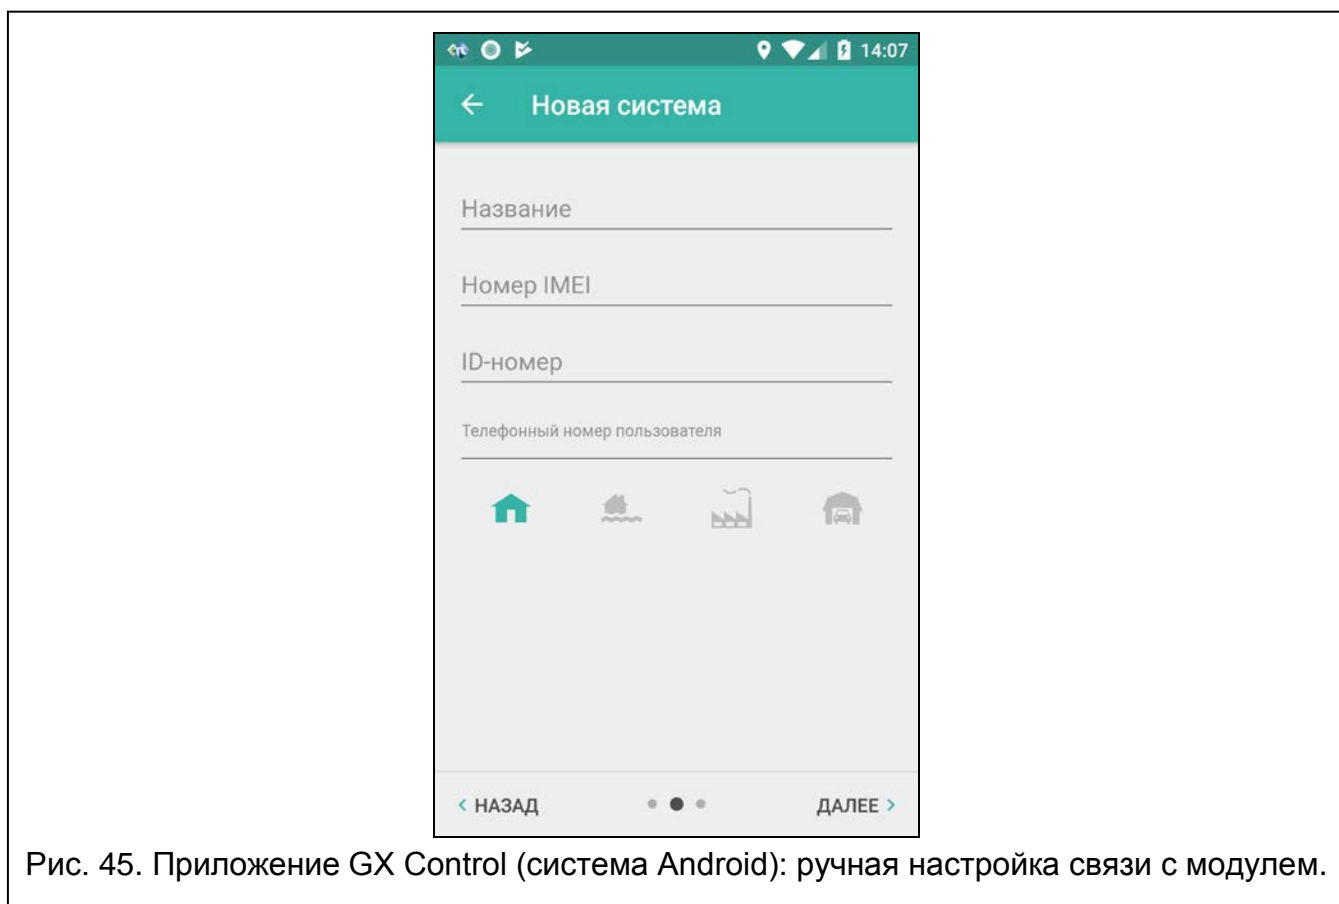 14:07
Новая система
Название
Номер IMEI
ID-номер
Телефонный номер пользователя
< НАЗАД
ДАЛЕЕ >
Рис. 45. Приложение GX Control (система Android): ручная настройка связи с модулем.